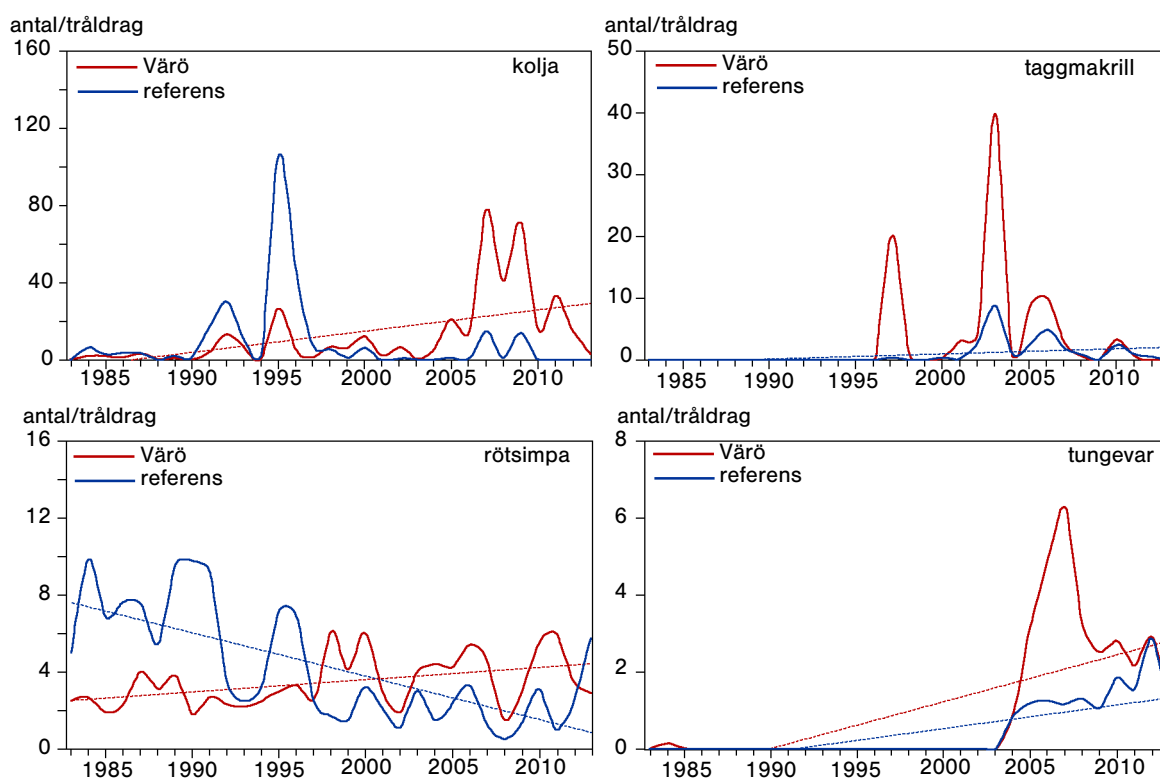 antal/tråldrag
160
120
80
40
0
Värö
referens
kolja
1985 1990 1995 2000 2005 2010
antal/tråldrag
50
40
30
20
10
0
Värö
referens
taggmakrill
1985 1990 1995 2000 2005 2010
antal/tråldrag
16
12
8
4
0
Värö
referens
rötsimpa
1985 1990 1995 2000 2005 2010
antal/tråldrag
8
6
4
2
0
Värö
referens
tungevar
1985 1990 1995 2000 2005 2010